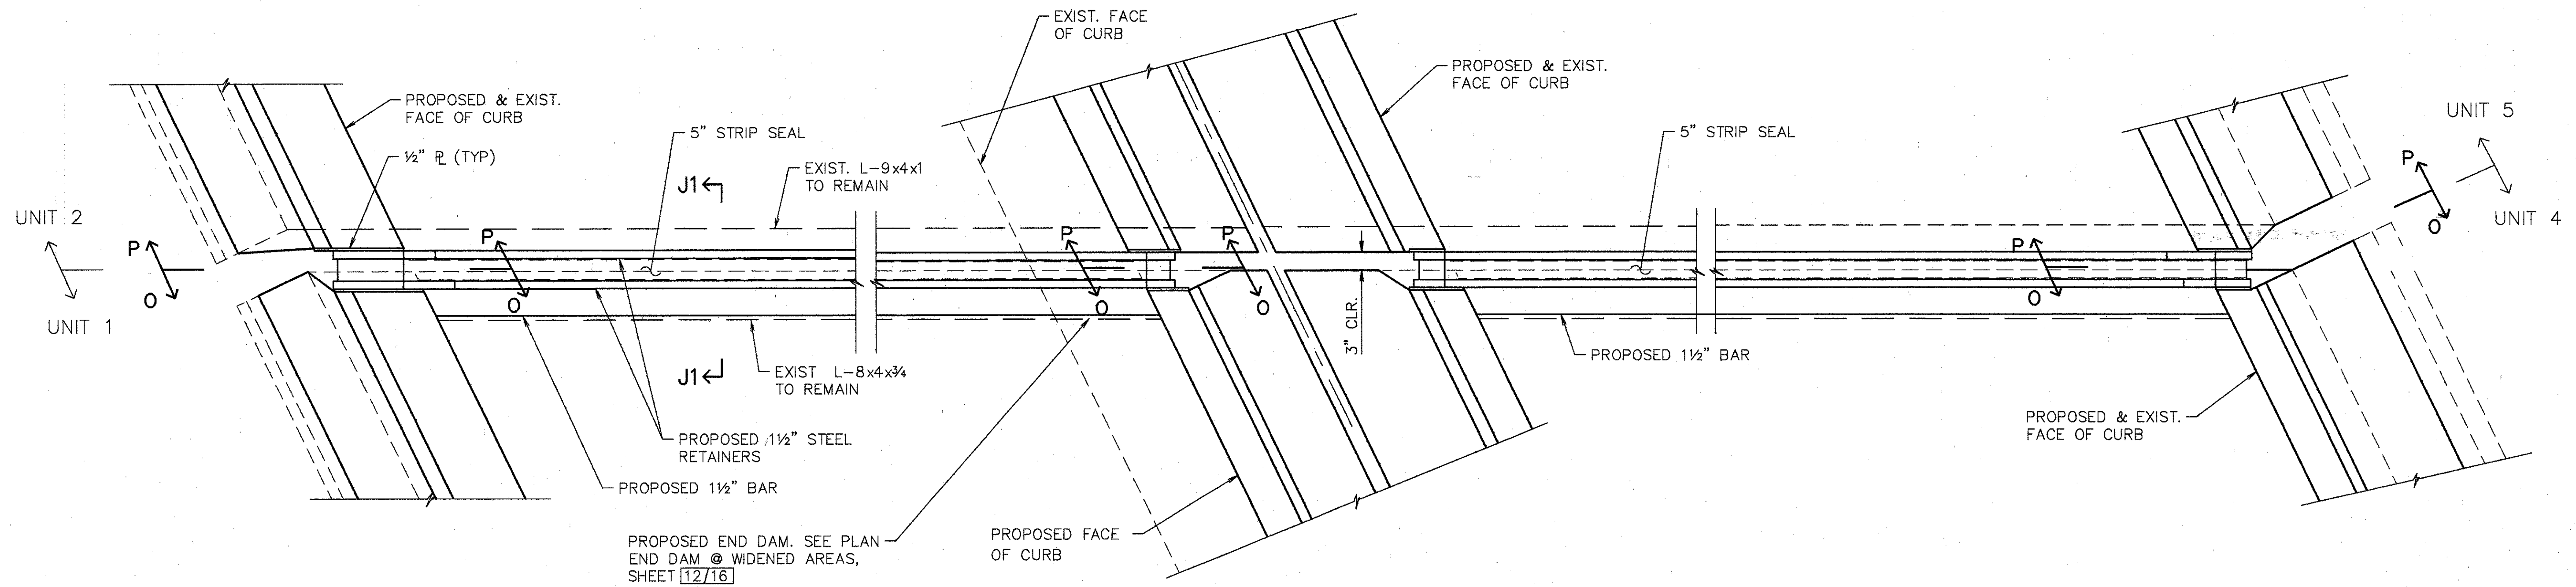 EXIST. FACE
OF CURB
PROPOSED & EXIST.
FACE OF CURB
PROPOSED & EXIST.
FACE OF CURB
5" STRIP SEAL
5" STRIP SEAL
½" PL (TYP)
EXIST. L-9x4x1
TO REMAIN
J1
UNIT 5
UNIT 4
UNIT 2
UNIT 1
P
O
P
O
P
O
P
O
P
O
P
O
3" CLR.
J1
EXIST L-8x4x¾
TO REMAIN
PROPOSED 1½" BAR
PROPOSED 1½" STEEL
RETAINERS
PROPOSED 1½" BAR
PROPOSED & EXIST.
FACE OF CURB
PROPOSED END DAM. SEE PLAN
END DAM @ WIDENED AREAS,
SHEET 12/16
PROPOSED FACE
OF CURB